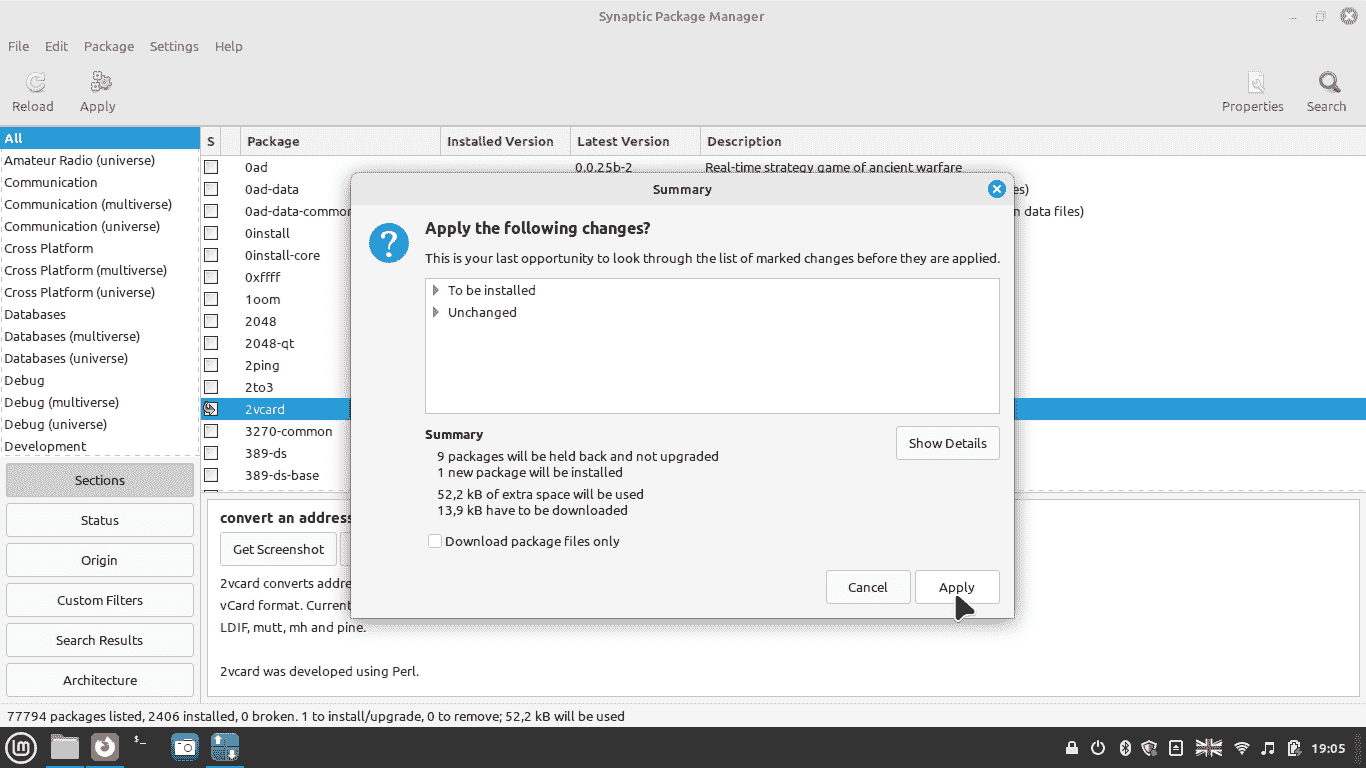 Synaptic Package Manager
File Edit Package Settings Help
Reload Apply Properties Search
All
Amateur Radio (universe)
Communication
Communication (multiverse)
Communication (universe)
Cross Platform
Cross Platform (multiverse)
Cross Platform (universe)
Databases
Databases (multiverse)
Databases (universe)
Debug
Debug (multiverse)
Debug (universe)
Development
Sections
Status
Origin
Custom Filters
Search Results
Architecture
S Package Installed Version Latest Version Description
0ad 0.0.25b-2 Real-time strategy game of ancient warfare
0ad-data es)
0ad-data-common n data files)
0install
0install-core
0xffff
1oom
2048
2048-qt
2ping
2to3
2vcard
3270-common
389-ds
389-ds-base
Summary
Apply the following changes?
This is your last opportunity to look through the list of marked changes before they are applied.
To be installed
Unchanged
Summary
Show Details
9 packages will be held back and not upgraded
1 new package will be installed
52,2 kB of extra space will be used
13,9 kB have to be downloaded
Download package files only
Cancel Apply
convert an address
Get Screenshot
2vcard converts addre
vCard format. Current
LDIF, mutt, mh and pine.
2vcard was developed using Perl.
77794 packages listed, 2406 installed, 0 broken. 1 to install/upgrade, 0 to remove; 52,2 kB will be used
19:05